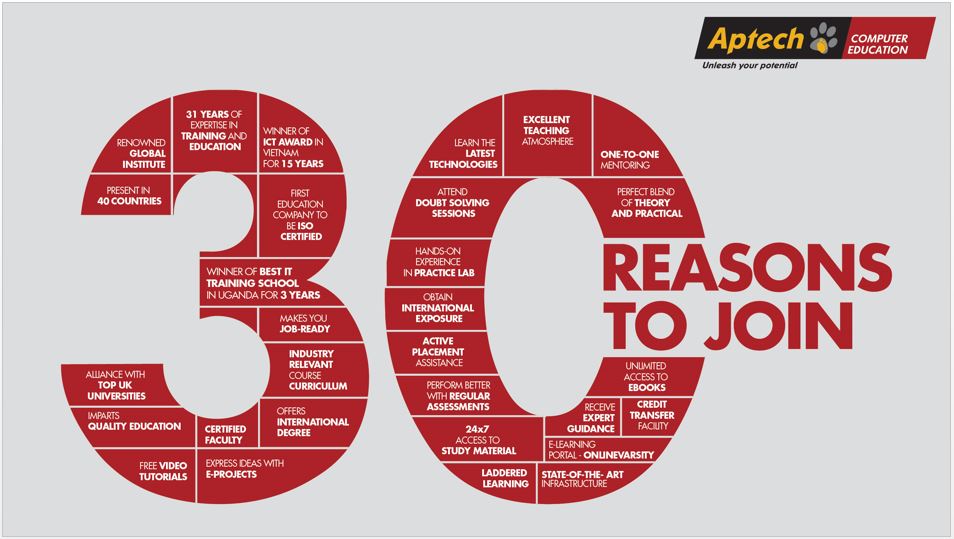 Aptech
COMPUTER
EDUCATION
Unleash your potential
RENOWNED
GLOBAL
INSTITUTE
31 YEARS OF
EXPERTISE IN
TRAINING AND
EDUCATION
WINNER OF
ICT AWARD IN
VIETNAM
FOR 15 YEARS
PRESENT IN
40 COUNTRIES
FIRST
EDUCATION
COMPANY TO
BE ISO
CERTIFIED
WINNER OF BEST IT
TRAINING SCHOOL
IN UGANDA FOR 3 YEARS
MAKES YOU
JOB-READY
INDUSTRY
RELEVANT
COURSE
CURRICULUM
ALLIANCE WITH
TOP UK
UNIVERSITIES
IMPARTS
QUALITY EDUCATION
CERTIFIED
FACULTY
OFFERS
INTERNATIONAL
DEGREE
FREE VIDEO
TUTORIALS
EXPRESS IDEAS WITH
E-PROJECTS
LEARN THE
LATEST
TECHNOLOGIES
EXCELLENT
TEACHING
ATMOSPHERE
ONE-TO-ONE
MENTORING
ATTEND
DOUBT SOLVING
SESSIONS
PERFECT BLEND
OF THEORY
AND PRACTICAL
HANDS-ON
EXPERIENCE
IN PRACTICE LAB
OBTAIN
INTERNATIONAL
EXPOSURE
ACTIVE
PLACEMENT
ASSISTANCE
PERFORM BETTER
WITH REGULAR
ASSESSMENTS
24x7
ACCESS TO
STUDY MATERIAL
LADDERED
LEARNING
UNLIMITED
ACCESS TO
EBOOKS
RECEIVE
EXPERT
GUIDANCE
CREDIT
TRANSFER
FACILITY
E-LEARNING
PORTAL - ONLINEVARSITY
STATE-OF-THE- ART
INFRASTRUCTURE
30
REASONS
TO JOIN